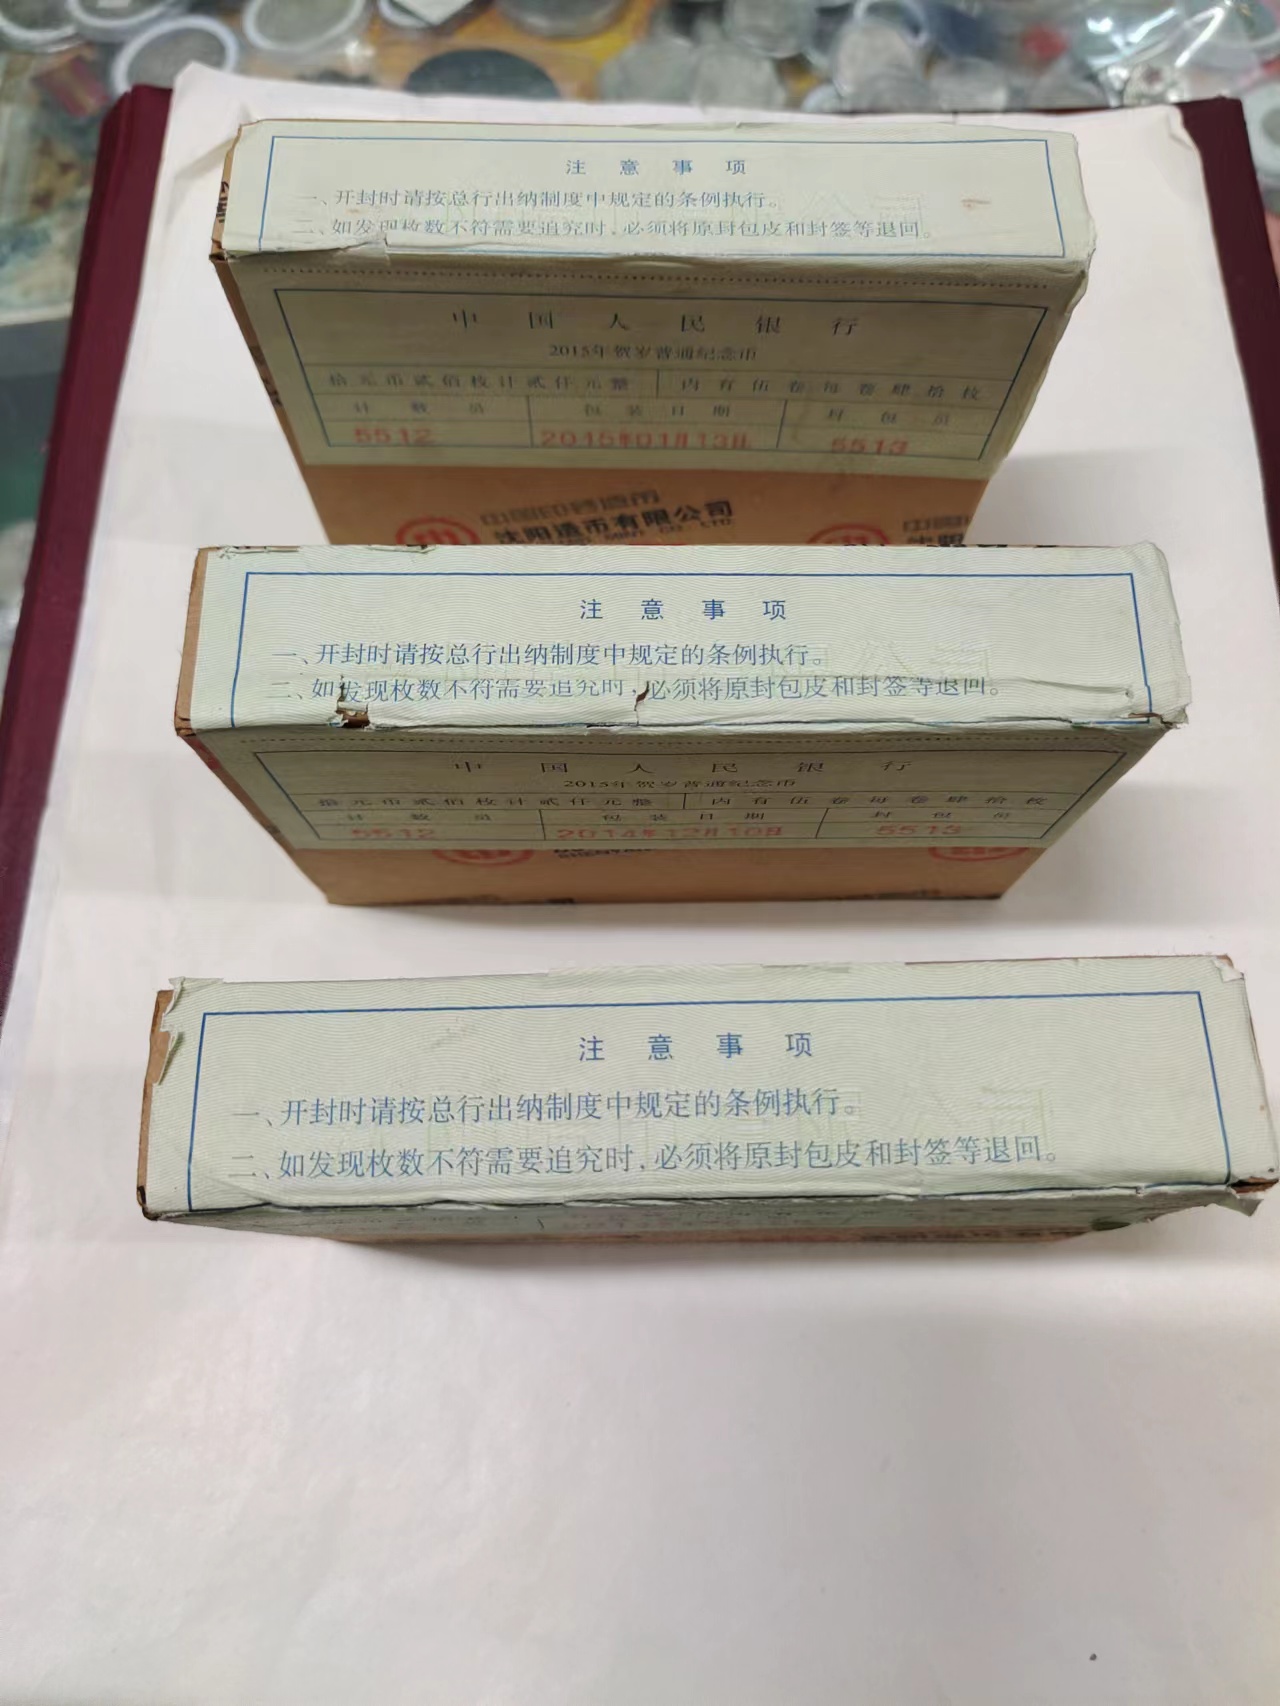 注意事项
一、开封时请按总行出纳制度中规定的条例执行。
二、如发现枚数不符需要追究时，必须将原封包皮和封签等退回。
中国人民银行
2015年贺岁普通纪念币
拾元币贰佰枚计贰仟元整 内有伍卷每卷肆拾枚
计数员 包装日期 封包员
5512 2015年01月13日 5513
沈阳造币有限公司
注意事项
一、开封时请按总行出纳制度中规定的条例执行。
二、如发现枚数不符需要追究时，必须将原封包皮和封签等退回。
中国人民银行
2015年贺岁普通纪念币
拾元币贰佰枚计贰仟元整 内有伍卷每卷肆拾枚
计数员 包装日期 封包员
5512 2014年12月10日 5513
注意事项
一、开封时请按总行出纳制度中规定的条例执行。
二、如发现枚数不符需要追究时，必须将原封包皮和封签等退回。